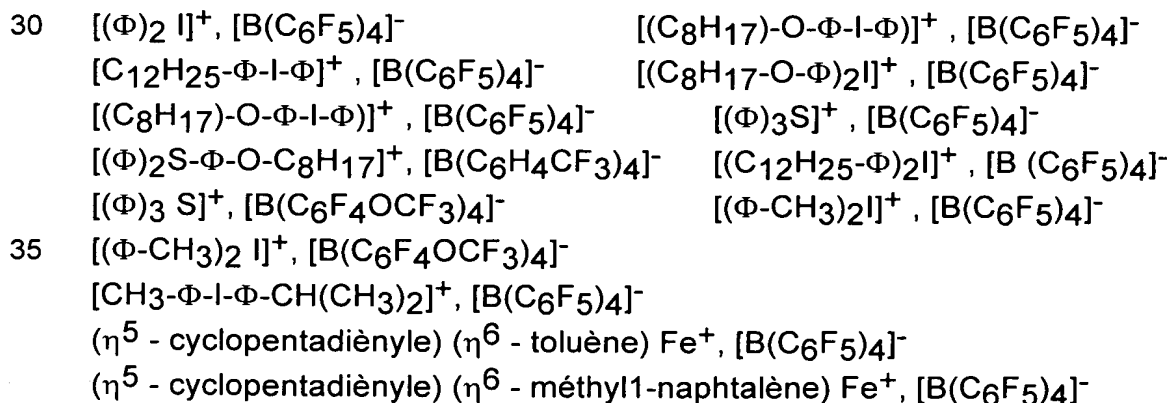 30 [(Φ)2 I]+, [B(C6F5)4]- [(C8H17)-O-Φ-I-Φ)]+ , [B(C6F5)4]-
[C12H25-Φ-I-Φ]+ , [B(C6F5)4]- [(C8H17-O-Φ)2I]+ , [B(C6F5)4]-
[(C8H17)-O-Φ-I-Φ)]+ , [B(C6F5)4]- [(Φ)3S]+ , [B(C6F5)4]-
[(Φ)2S-Φ-O-C8H17]+, [B(C6H4CF3)4]- [(C12H25-Φ)2I]+ , [B (C6F5)4]-
[(Φ)3 S]+, [B(C6F4OCF3)4]- [(Φ-CH3)2I]+ , [B(C6F5)4]-
35 [(Φ-CH3)2 I]+, [B(C6F4OCF3)4]-
[CH3-Φ-I-Φ-CH(CH3)2]+, [B(C6F5)4]-
(η5 - cyclopentadiènyle) (η6 - toluène) Fe+, [B(C6F5)4]-
(η5 - cyclopentadiènyle) (η6 - méthyl1-naphtalène) Fe+, [B(C6F5)4]-